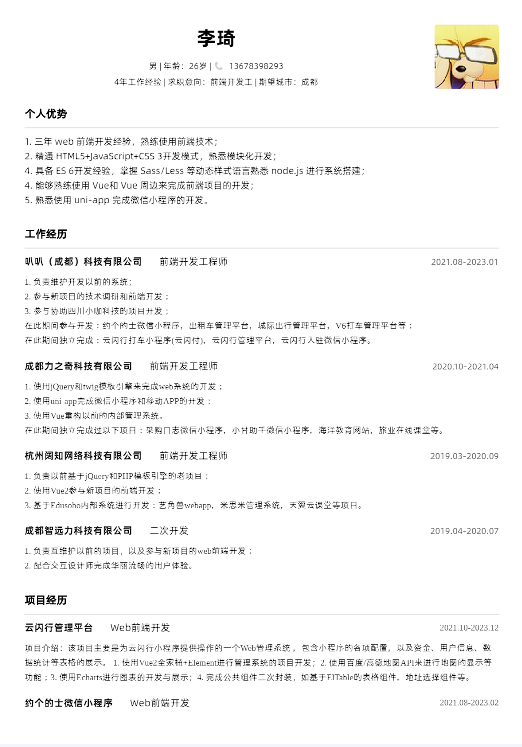 李琦
男 | 年龄：26岁 | 📞 13678398293
4年工作经验 | 求职意向：前端开发工 | 期望城市：成都
个人优势
1. 三年 web 前端开发经验，熟练使用前端技术；
2. 精通 HTML5+JavaScript+CSS 3开发模式，熟悉模块化开发；
4. 具备 ES 6开发经验，掌握 Sass/Less 等动态样式语言熟悉 node.js 进行系统搭建；
4. 能够熟练使用 Vue和 Vue 周边来完成前端项目的开发；
5. 熟悉使用 uni-app 完成微信小程序的开发。
工作经历
叭叭（成都）科技有限公司 前端开发工程师 2021.08-2023.01
1. 负责维护开发以前的系统；
2. 参与新项目的技术调研和前端开发；
3. 参与协助四川小咖科技的项目开发；
在此期间参与开发：约个的士微信小程序，出租车管理平台，城际出行管理平台，V6打车管理平台等；
在此期间独立完成：云闪行打车小程序(云闪付)，云闪行管理平台，云闪行入驻微信小程序。
成都力之奇科技有限公司 前端开发工程师 2020.10-2021.04
1. 使用jQuery和twig模板引擎来完成web系统的开发；
2. 使用uni app完成微信小程序和移动APP的开发；
3. 使用Vue重构以前的内部管理系统。
在此期间独立完成过以下项目：采购日志微信小程序，小甘助手微信小程序，海洋教育网站，旅业在线课堂等。
杭州阔知网络科技有限公司 前端开发工程师 2019.03-2020.09
1. 负责以前基于jQuery和PHP模板引擎的老项目；
2. 使用Vue2参与新项目的前端开发；
3. 基于Edusoho内部系统进行开发：艺角兽webapp，米思米管理系统，天翼云课堂等项目。
成都智远力科技有限公司 二次开发 2019.04-2020.07
1. 负责互维护以前的项目，以及参与新项目的web前端开发；
2. 配合交互设计师完成华丽流畅的用户体验。
项目经历
云闪行管理平台 Web前端开发 2021.10-2023.12
项目介绍：该项目主要是为云闪行小程序提供操作的一个Web管理系统，包含小程序的各项配置，以及资金、用户信息、数
据统计等表格的展示。 1. 使用Vue2全家桶+Element进行管理系统的项目开发；2. 使用百度/高德地图API来进行地图的显示等
功能；3. 使用Echarts进行图表的开发与展示；4. 完成公共组件二次封装，如基于ElTable的表格组件、地址选择组件等。
约个的士微信小程序 Web前端开发 2021.08-2023.02